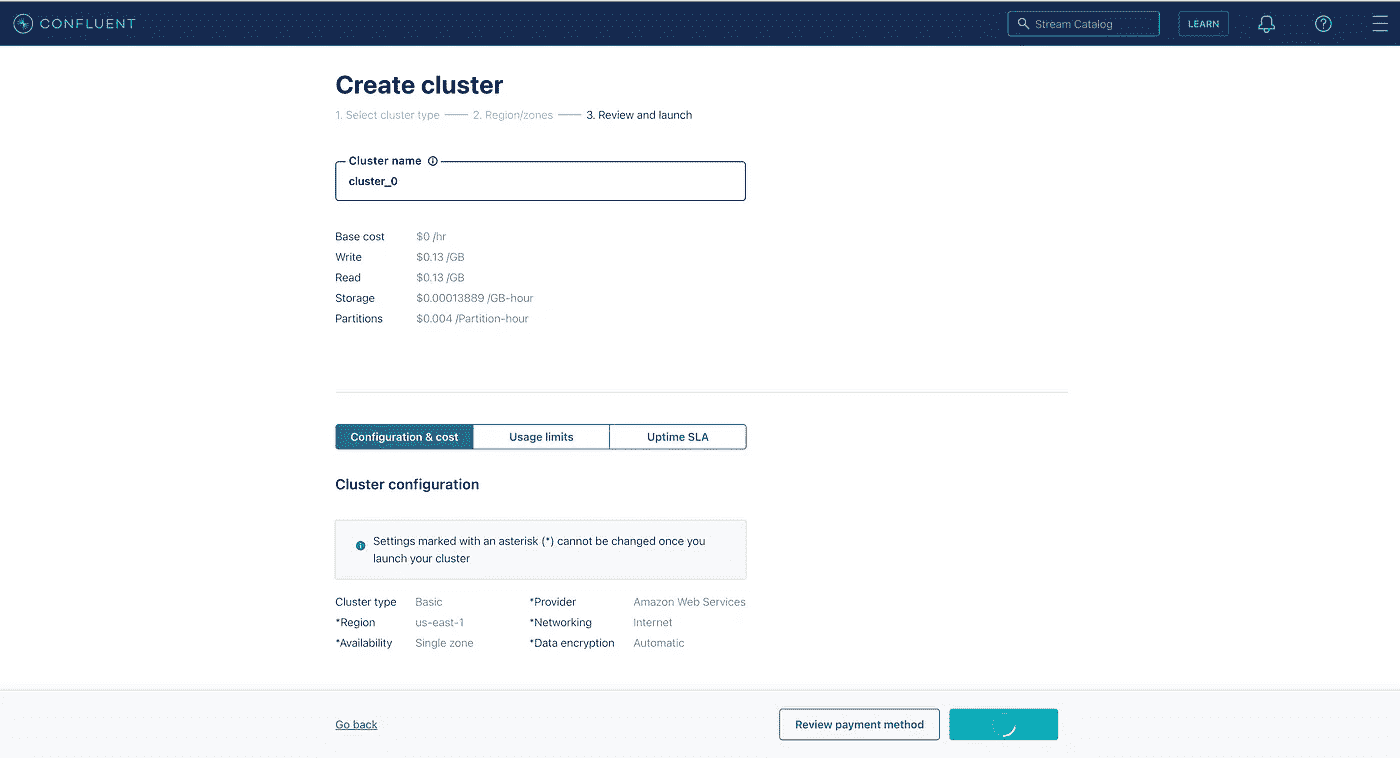 CONFLUENT
Stream Catalog
LEARN
Create cluster
1. Select cluster type
2. Region/zones
3. Review and launch
Cluster name
cluster_0
Base cost $0 /hr
Write $0.13 /GB
Read $0.13 /GB
Storage $0.00013889 /GB-hour
Partitions $0.004 /Partition-hour
Configuration & cost
Usage limits
Uptime SLA
Cluster configuration
Settings marked with an asterisk (*) cannot be changed once you
launch your cluster
Cluster type Basic *Provider Amazon Web Services
*Region us-east-1 *Networking Internet
*Availability Single zone *Data encryption Automatic
Go back
Review payment method